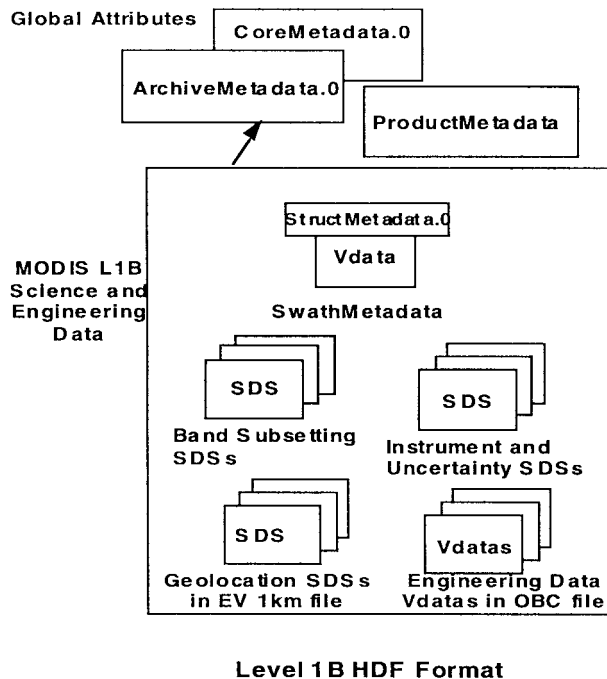 Global Attributes
CoreMetadata.0
ArchiveMetadata.0
ProductMetadata
StructMetadata.0
Vdata
MODIS L1B
Science and
Engineering
Data
SwathMetadata
SDS
Band Subsetting
SDSs
SDS
Instrument and
Uncertainty SDSs
SDS
Geolocation SDSs
in EV 1km file
Vdatas
Engineering Data
Vdatas in OBC file
Level 1B HDF Format